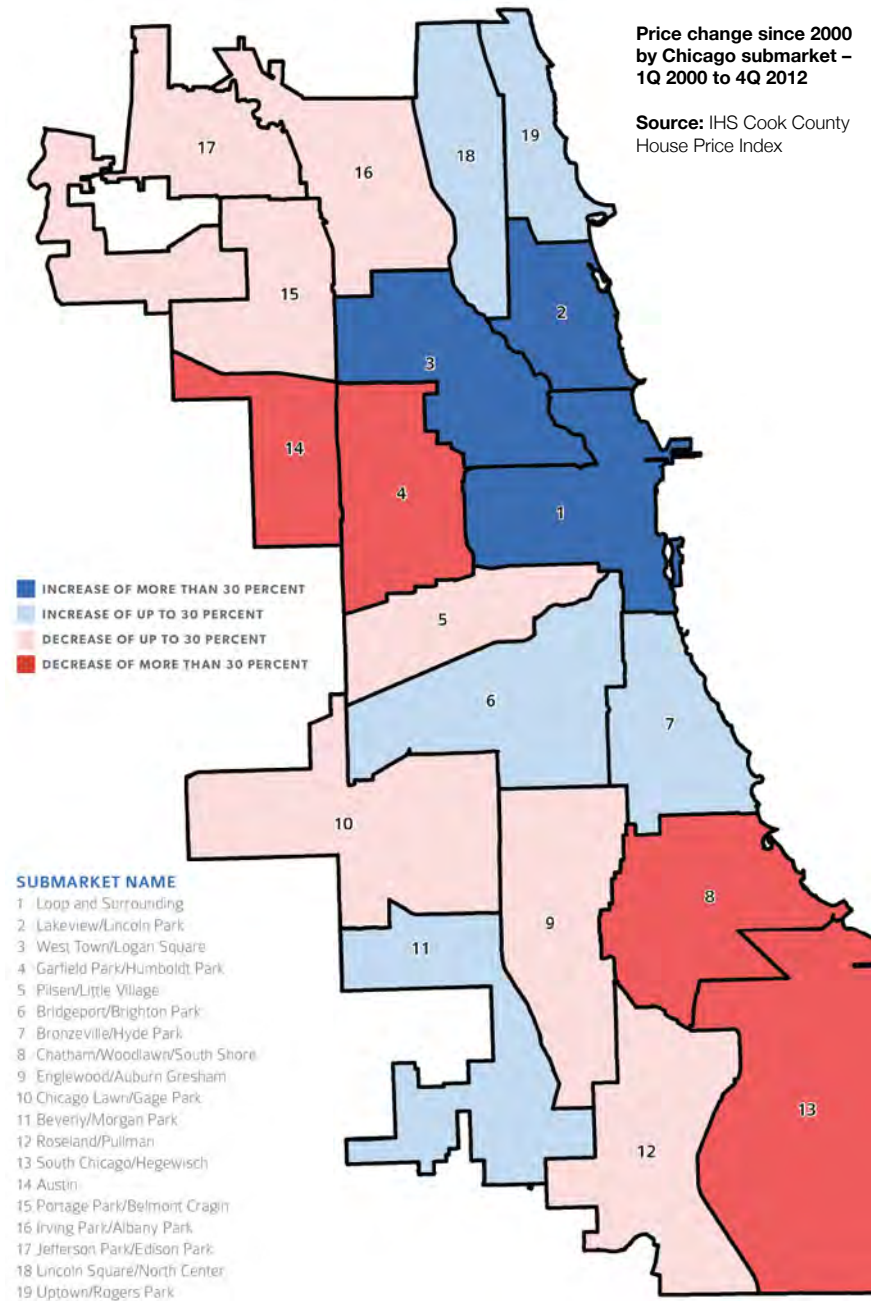 Price change since 2000
by Chicago submarket –
1Q 2000 to 4Q 2012
Source: IHS Cook County
House Price Index
17
16
18
19
15
2
3
14
4
1
INCREASE OF MORE THAN 30 PERCENT
INCREASE OF UP TO 30 PERCENT
DECREASE OF UP TO 30 PERCENT
DECREASE OF MORE THAN 30 PERCENT
5
6
7
10
8
9
11
13
12
SUBMARKET NAME
1 Loop and Surrounding
2 Lakeview/Lincoln Park
3 West Town/Logan Square
4 Garfield Park/Humboldt Park
5 Pilsen/Little Village
6 Bridgeport/Brighton Park
7 Bronzeville/Hyde Park
8 Chatham/Woodlawn/South Shore
9 Englewood/Auburn Gresham
10 Chicago Lawn/Gage Park
11 Beverly/Morgan Park
12 Roseland/Pullman
13 South Chicago/Hegewisch
14 Austin
15 Portage Park/Belmont Cragin
16 Irving Park/Albany Park
17 Jefferson Park/Edison Park
18 Lincoln Square/North Center
19 Uptown/Rogers Park